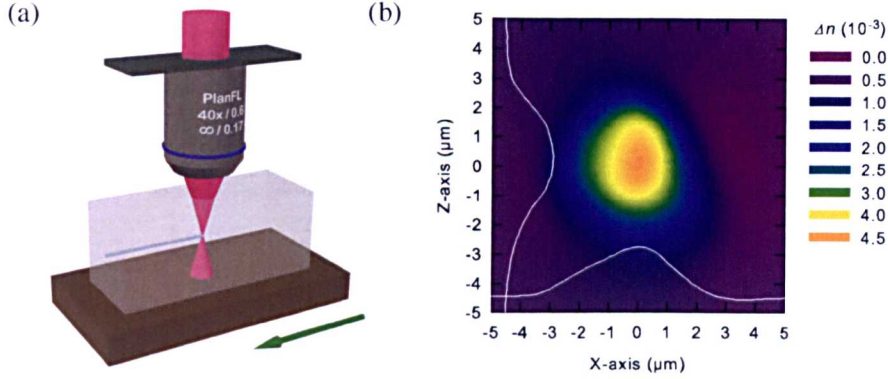 (a)
PlanFL
40x/0.6
∞/0.17
(b)
5
4
3
2
1
0
-1
-2
-3
-4
-5
Z-axis (µm)
-5 -4 -3 -2 -1 0 1 2 3 4 5
X-axis (µm)
Δn (10⁻³)
0.0
0.5
1.0
1.5
2.0
2.5
3.0
4.0
4.5